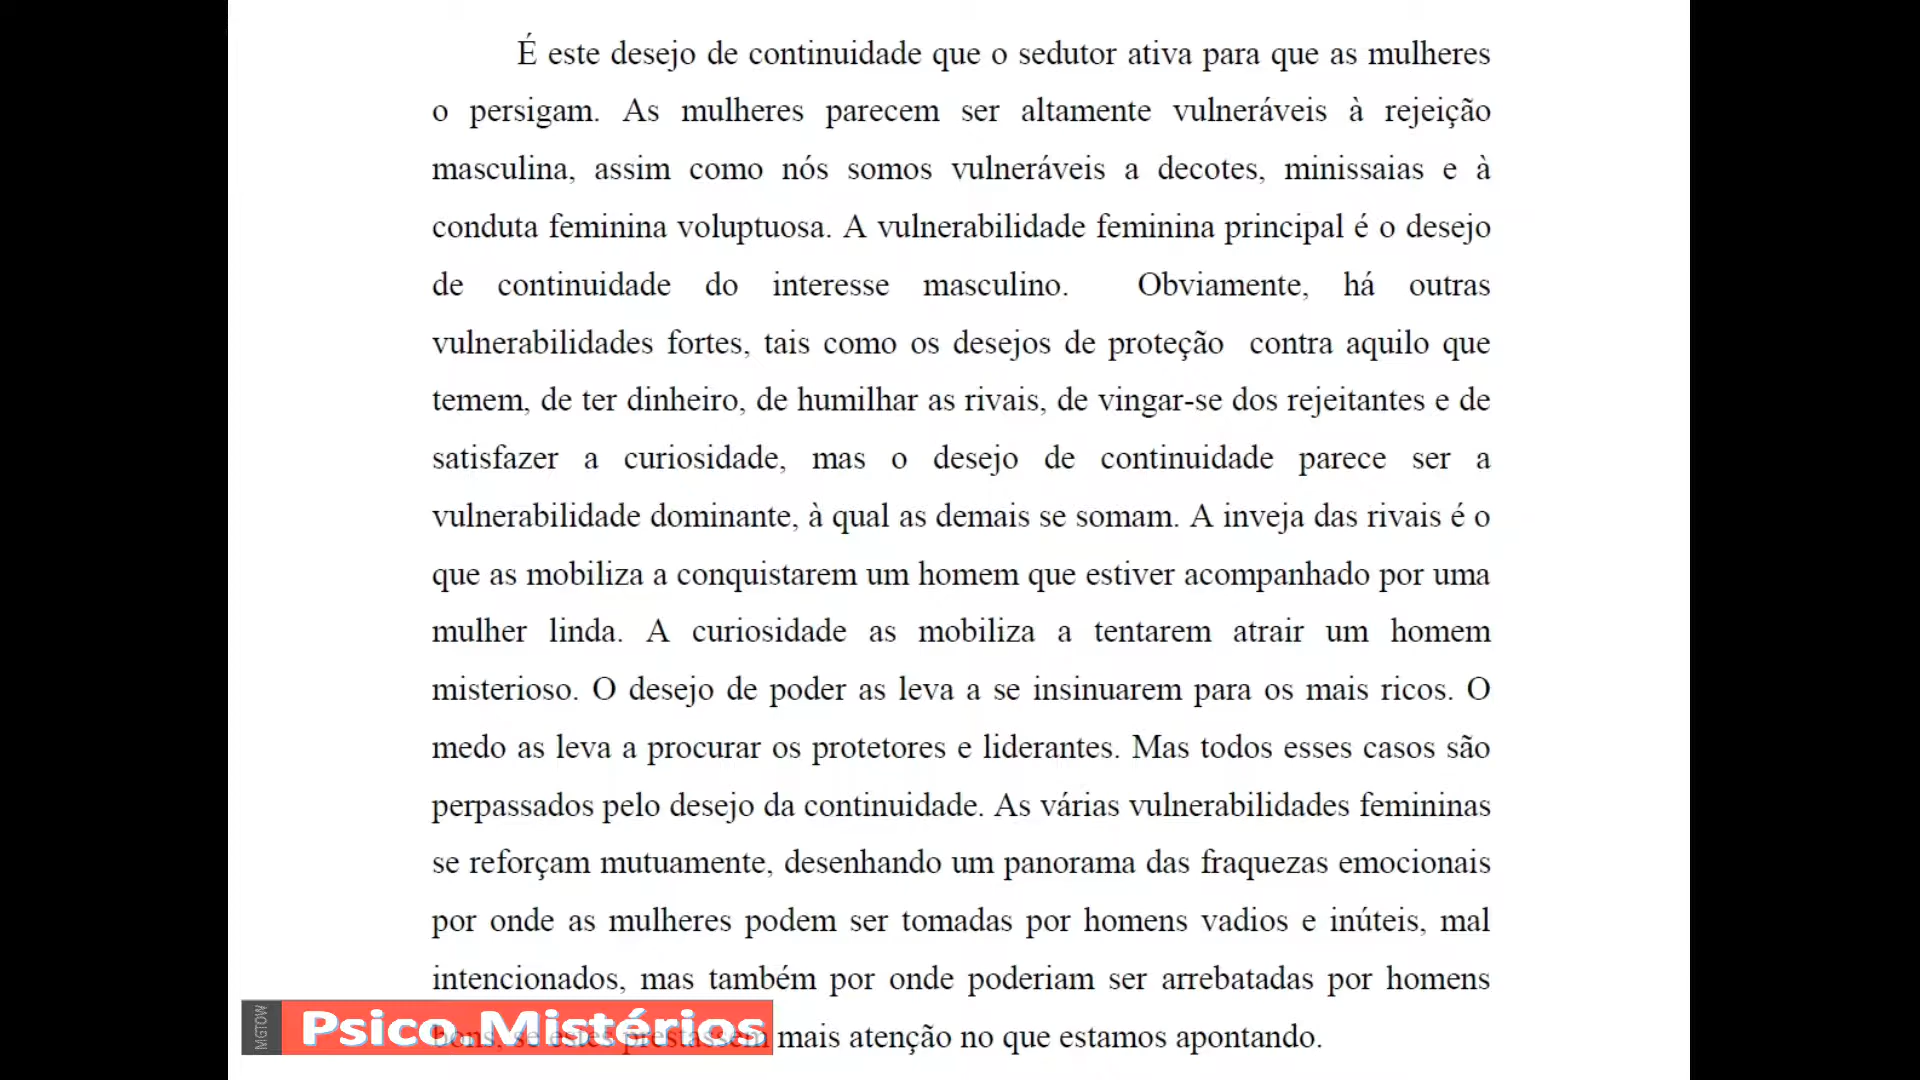 É este desejo de continuidade que o sedutor ativa para que as mulheres
o persigam. As mulheres parecem ser altamente vulneráveis à rejeição
masculina, assim como nós somos vulneráveis a decotes, minissaias e à
conduta feminina voluptuosa. A vulnerabilidade feminina principal é o desejo
de continuidade do interesse masculino. Obviamente, há outras
vulnerabilidades fortes, tais como os desejos de proteção contra aquilo que
temem, de ter dinheiro, de humilhar as rivais, de vingar-se dos rejeitantes e de
satisfazer a curiosidade, mas o desejo de continuidade parece ser a
vulnerabilidade dominante, à qual as demais se somam. A inveja das rivais é o
que as mobiliza a conquistarem um homem que estiver acompanhado por uma
mulher linda. A curiosidade as mobiliza a tentarem atrair um homem
misterioso. O desejo de poder as leva a se insinuarem para os mais ricos. O
medo as leva a procurar os protetores e liderantes. Mas todos esses casos são
perpassados pelo desejo da continuidade. As várias vulnerabilidades femininas
se reforçam mutuamente, desenhando um panorama das fraquezas emocionais
por onde as mulheres podem ser tomadas por homens vadios e inúteis, mal
intencionados, mas também por onde poderiam ser arrebatadas por homens
bons, se estes prestassem mais atenção no que estamos apontando.
MGTOW
Psico.Mistérios